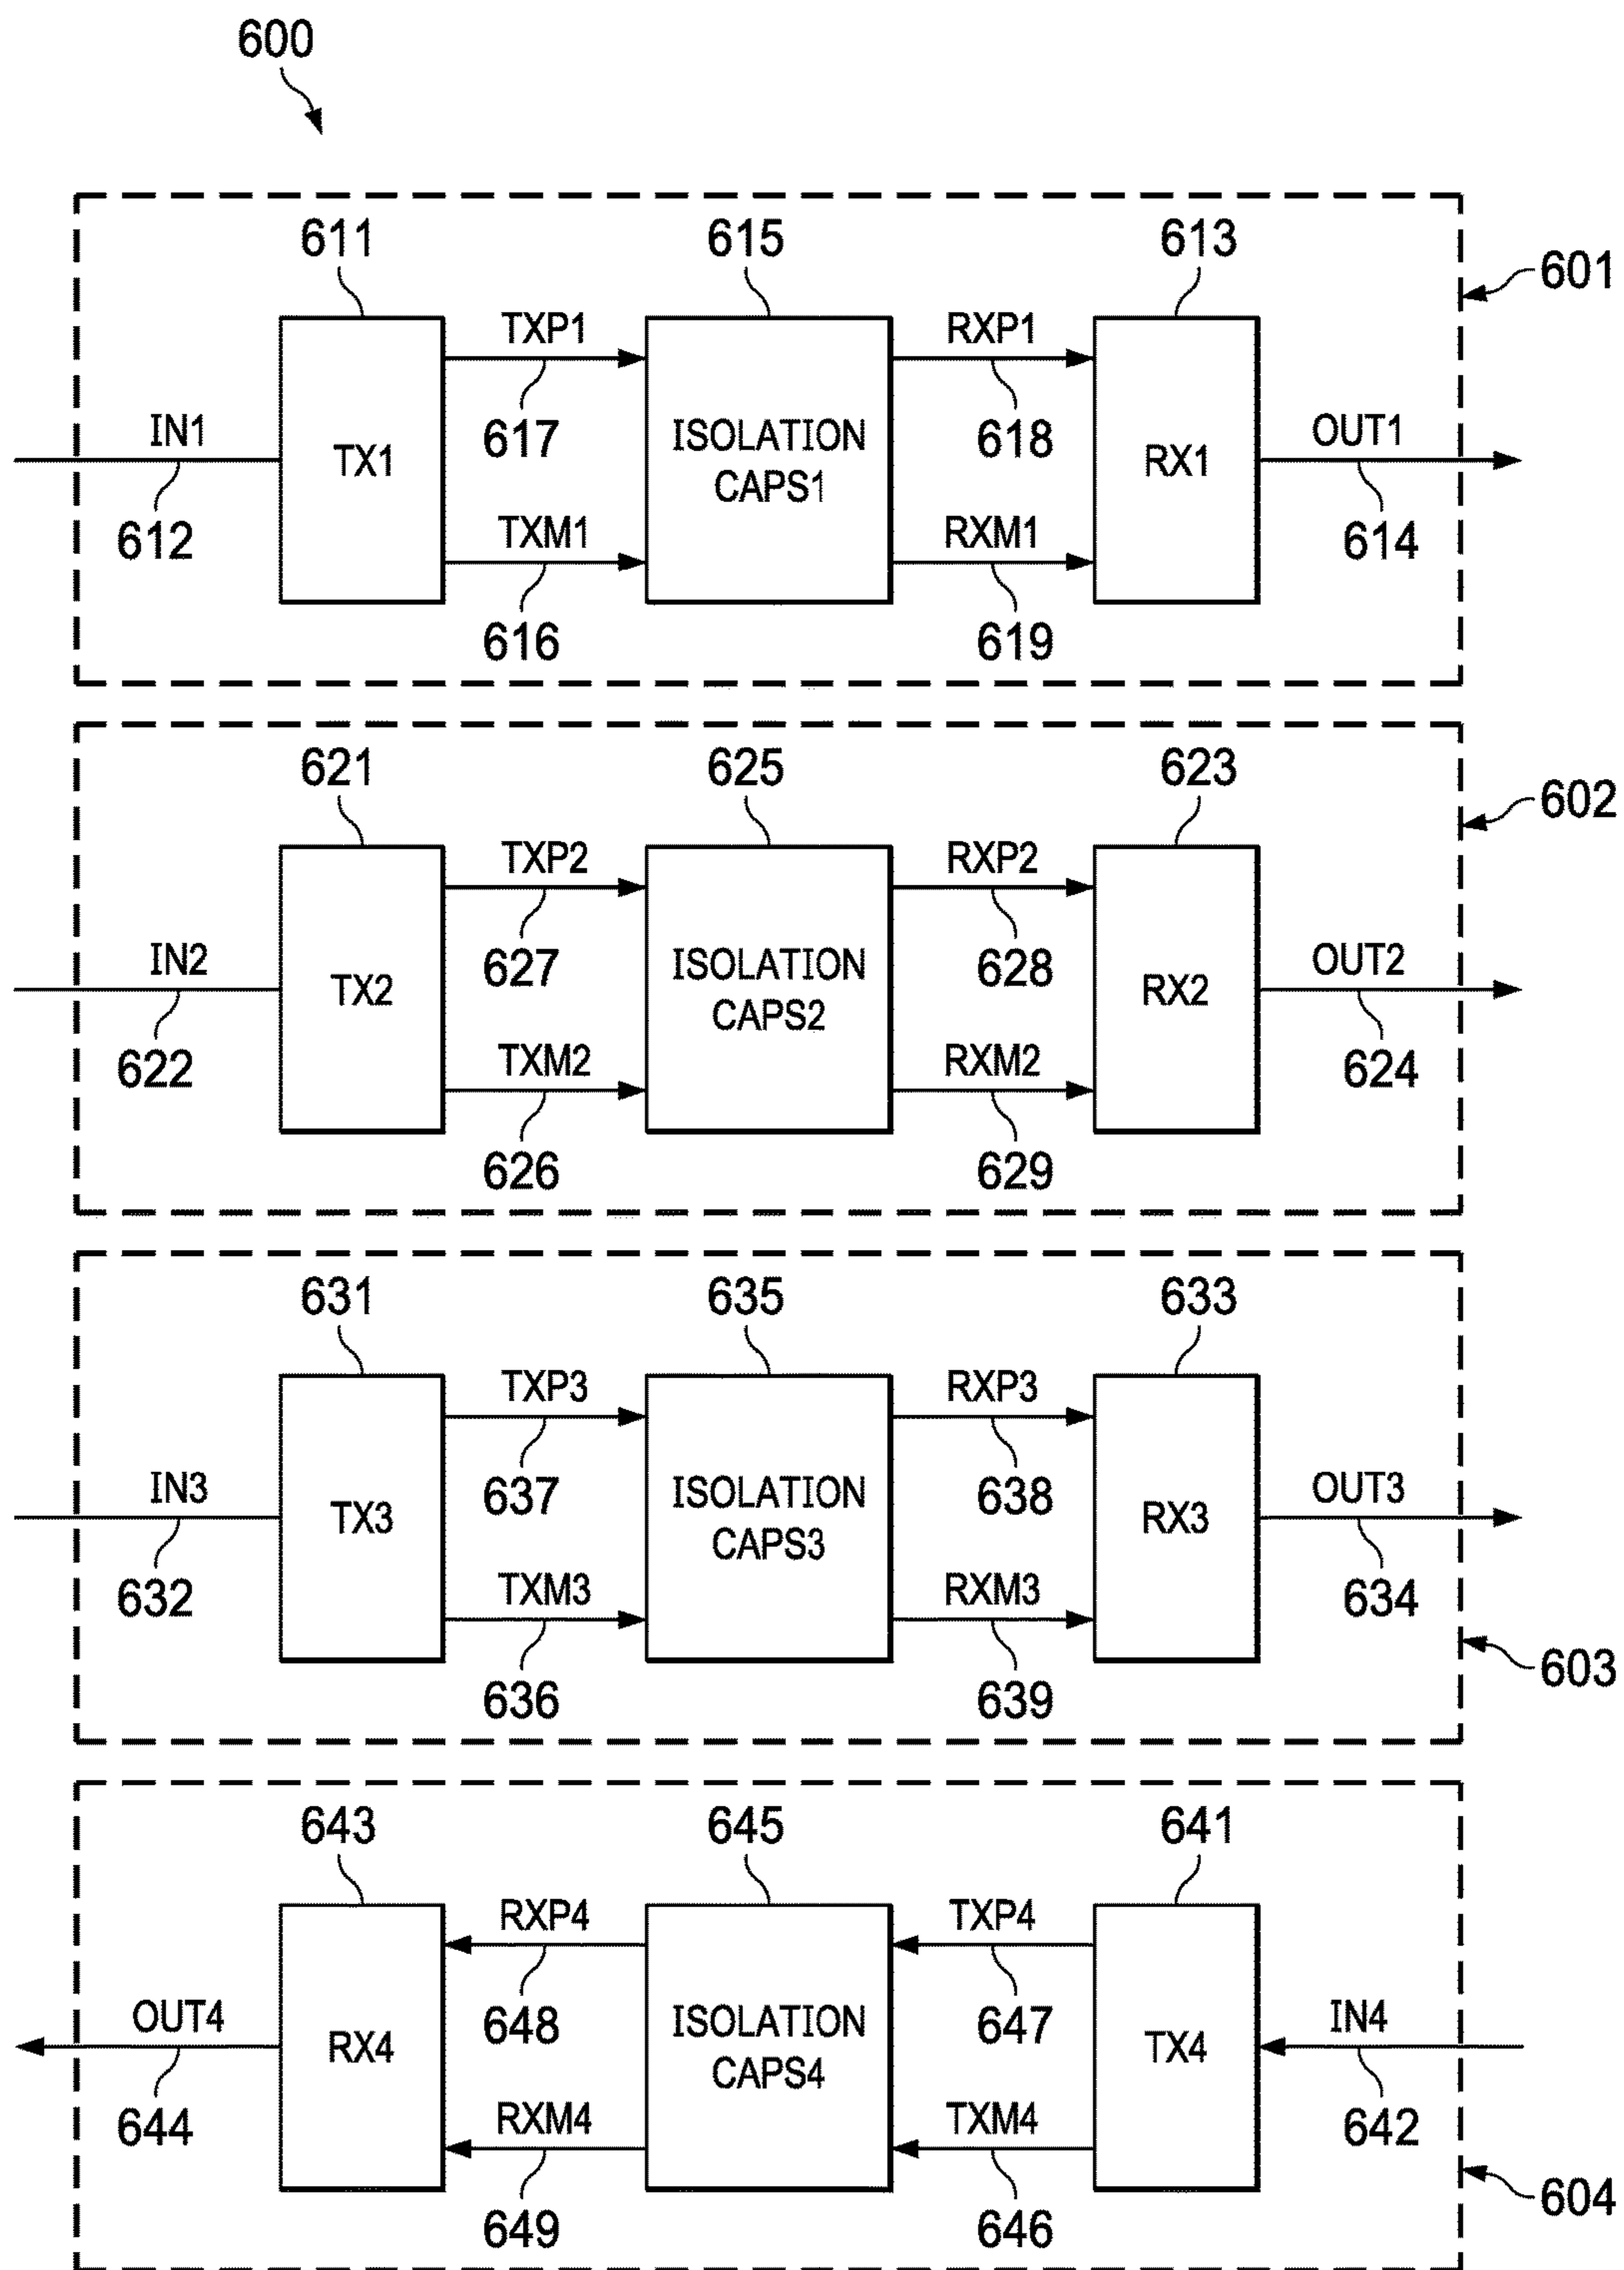 600
611
615
613
601
TXP1
RXP1
IN1
617
ISOLATION
CAPS1
618
OUT1
TX1
RX1
612
TXM1
RXM1
614
616
619
621
625
623
602
TXP2
RXP2
IN2
627
ISOLATION
CAPS2
628
OUT2
TX2
RX2
622
TXM2
RXM2
624
626
629
631
635
633
TXP3
RXP3
IN3
637
ISOLATION
CAPS3
638
OUT3
TX3
RX3
632
TXM3
RXM3
634
636
639
603
643
645
641
RXP4
TXP4
OUT4
648
ISOLATION
CAPS4
647
IN4
RX4
TX4
644
RXM4
TXM4
642
649
646
604